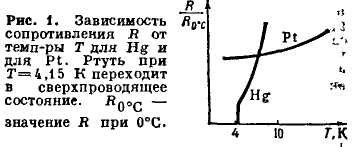 Рис. 1. Зависимость
сопротивления R от
темп-ры T для Hg и
для Pt. Ртуть при
T=4,15 К переходит
в сверхпроводящее
состояние. R₀°C —
значение R при 0°С.
R
R₀°C
Pt
Hg
4
10
T, К